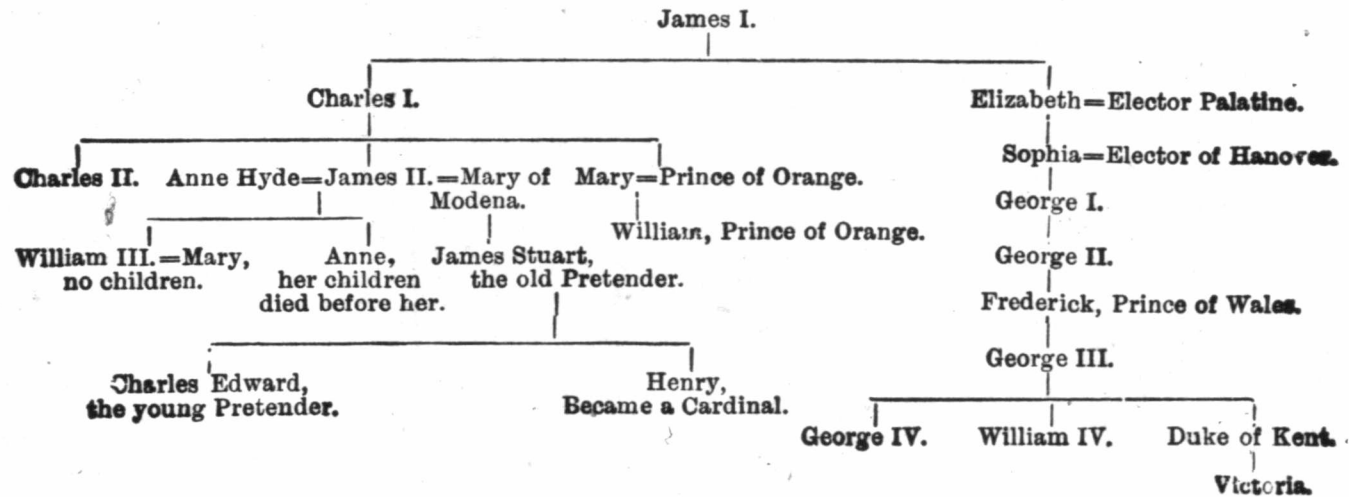 James I.
Charles I.
Elizabeth=Elector Palatine.
Sophia=Elector of Hanover.
Charles II. Anne Hyde=James II.=Mary of Modena.
Mary=Prince of Orange.
George I.
William, Prince of Orange.
William III.=Mary,
no children.
Anne,
her children
died before her.
James Stuart,
the old Pretender.
George II.
Frederick, Prince of Wales.
George III.
Charles Edward,
the young Pretender.
Henry,
Became a Cardinal.
George IV. William IV. Duke of Kent.
Victoria.